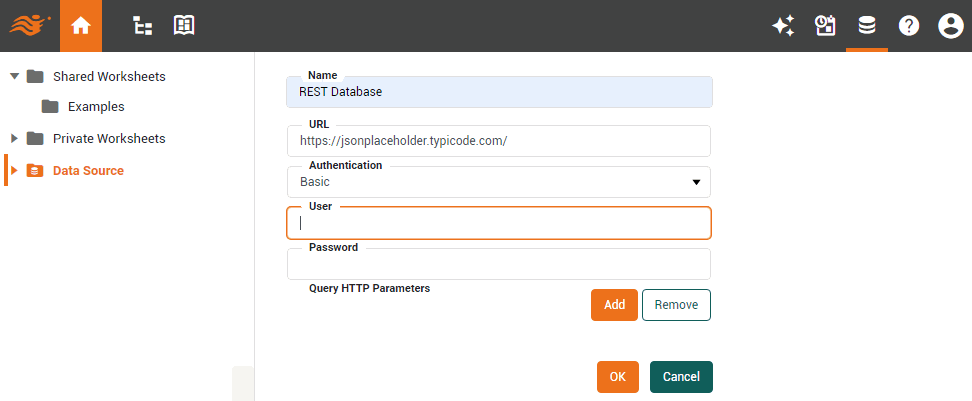 Shared Worksheets
Examples
Private Worksheets
Data Source
Name
REST Database
URL
https://jsonplaceholder.typicode.com/
Authentication
Basic
User
Password
Query HTTP Parameters
Add
Remove
OK
Cancel